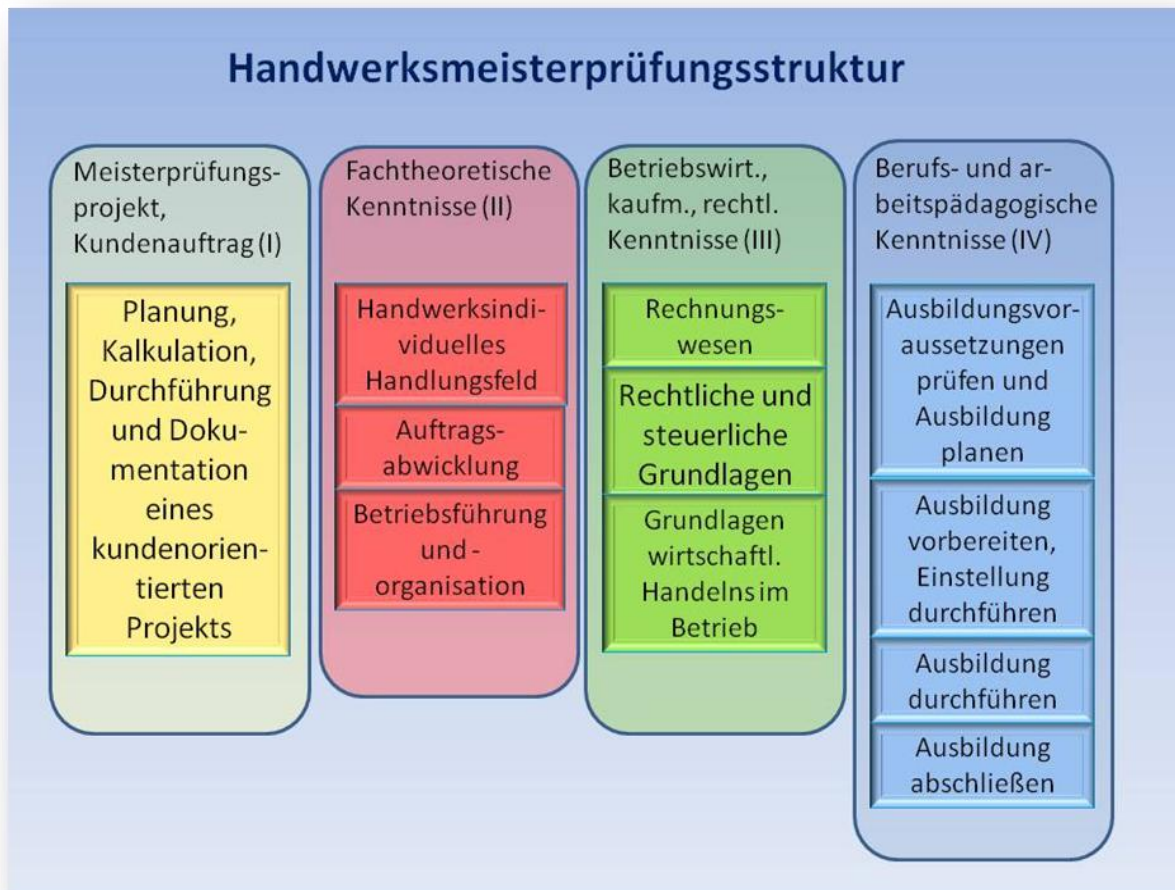 Handwerksmeisterprüfungsstruktur
Meisterprüfungs-
projekt,
Kundenauftrag (I)
Planung,
Kalkulation,
Durchführung
und Doku-
mentation
eines
kundenorien-
tierten
Projekts
Fachtheoretische
Kenntnisse (II)
Handwerksindi-
viduelles
Handlungsfeld
Auftrags-
abwicklung
Betriebsführung
und -
organisation
Betriebswirt.,
kaufm., rechtl.
Kenntnisse (III)
Rechnungs-
wesen
Rechtliche und
steuerliche
Grundlagen
Grundlagen
wirtschaftl.
Handelns im
Betrieb
Berufs- und ar-
beitspädagogische
Kenntnisse (IV)
Ausbildungsvor-
aussetzungen
prüfen und
Ausbildung
planen
Ausbildung
vorbereiten,
Einstellung
durchführen
Ausbildung
durchführen
Ausbildung
abschließen